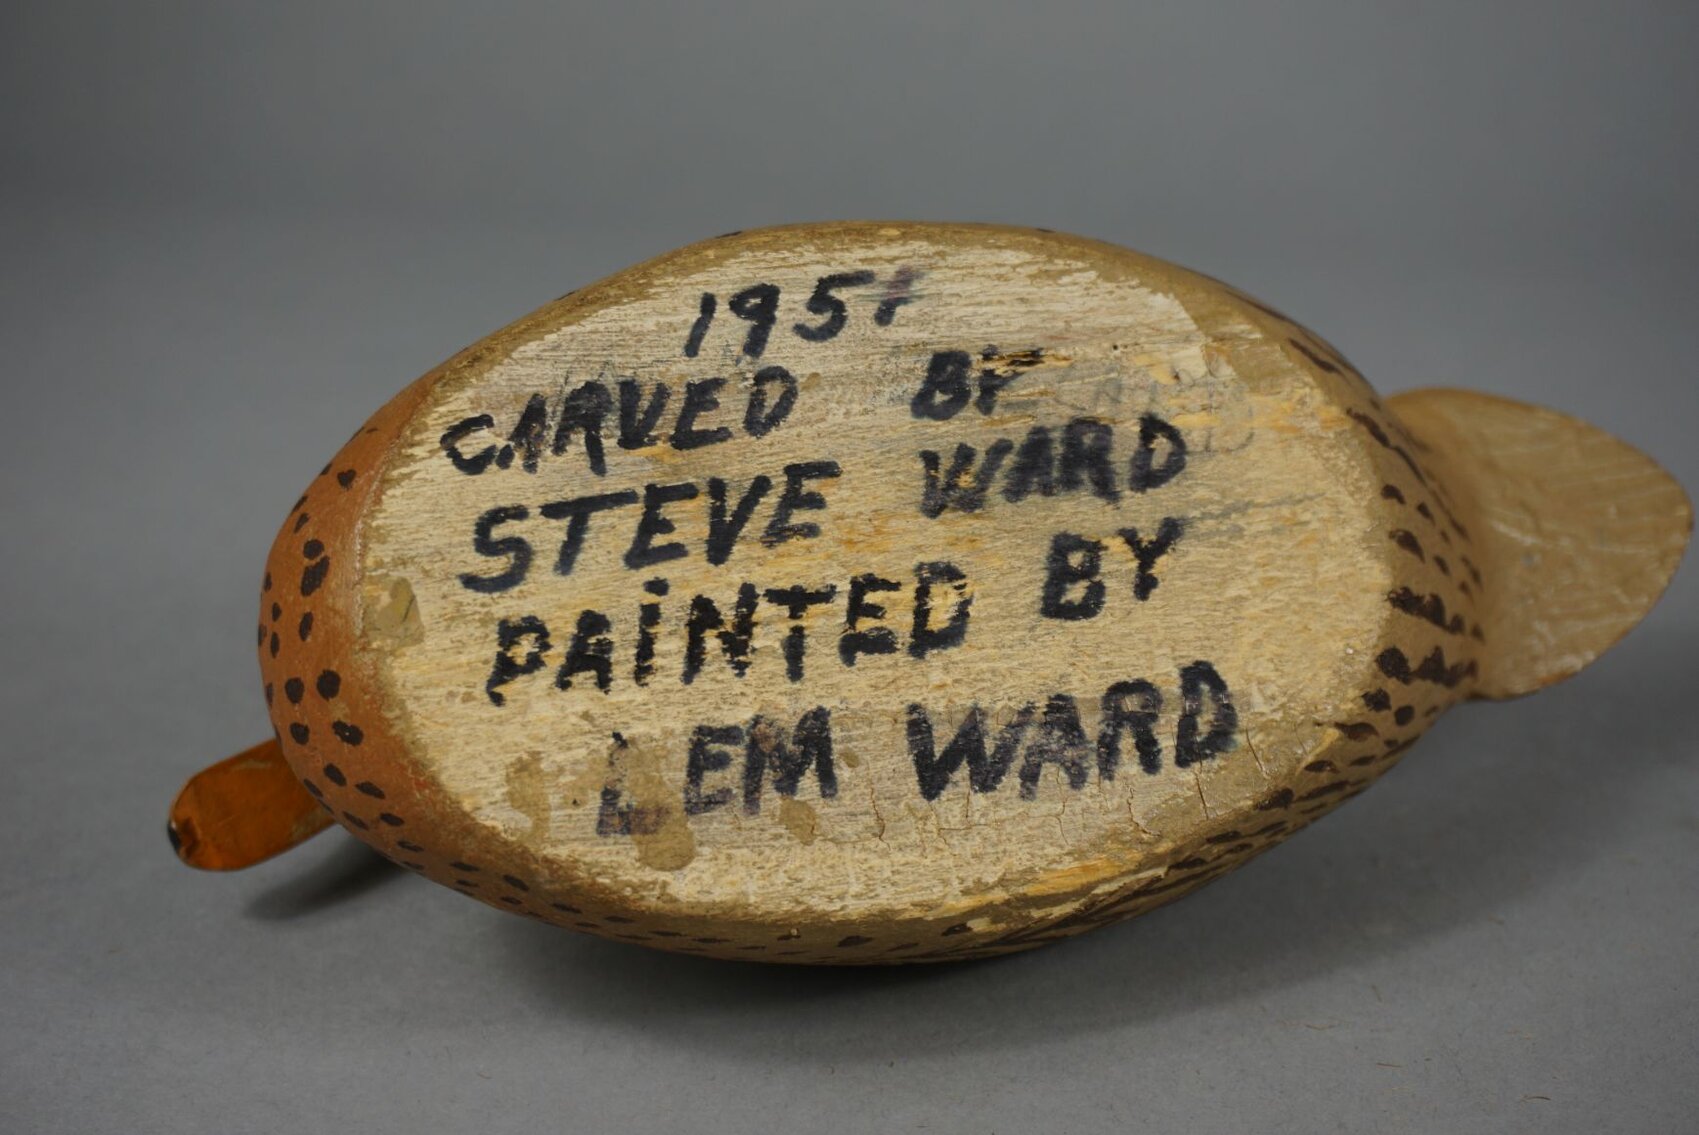 1951
CARVED BY
STEVE WARD
PAiNTED BY
LEM WARD